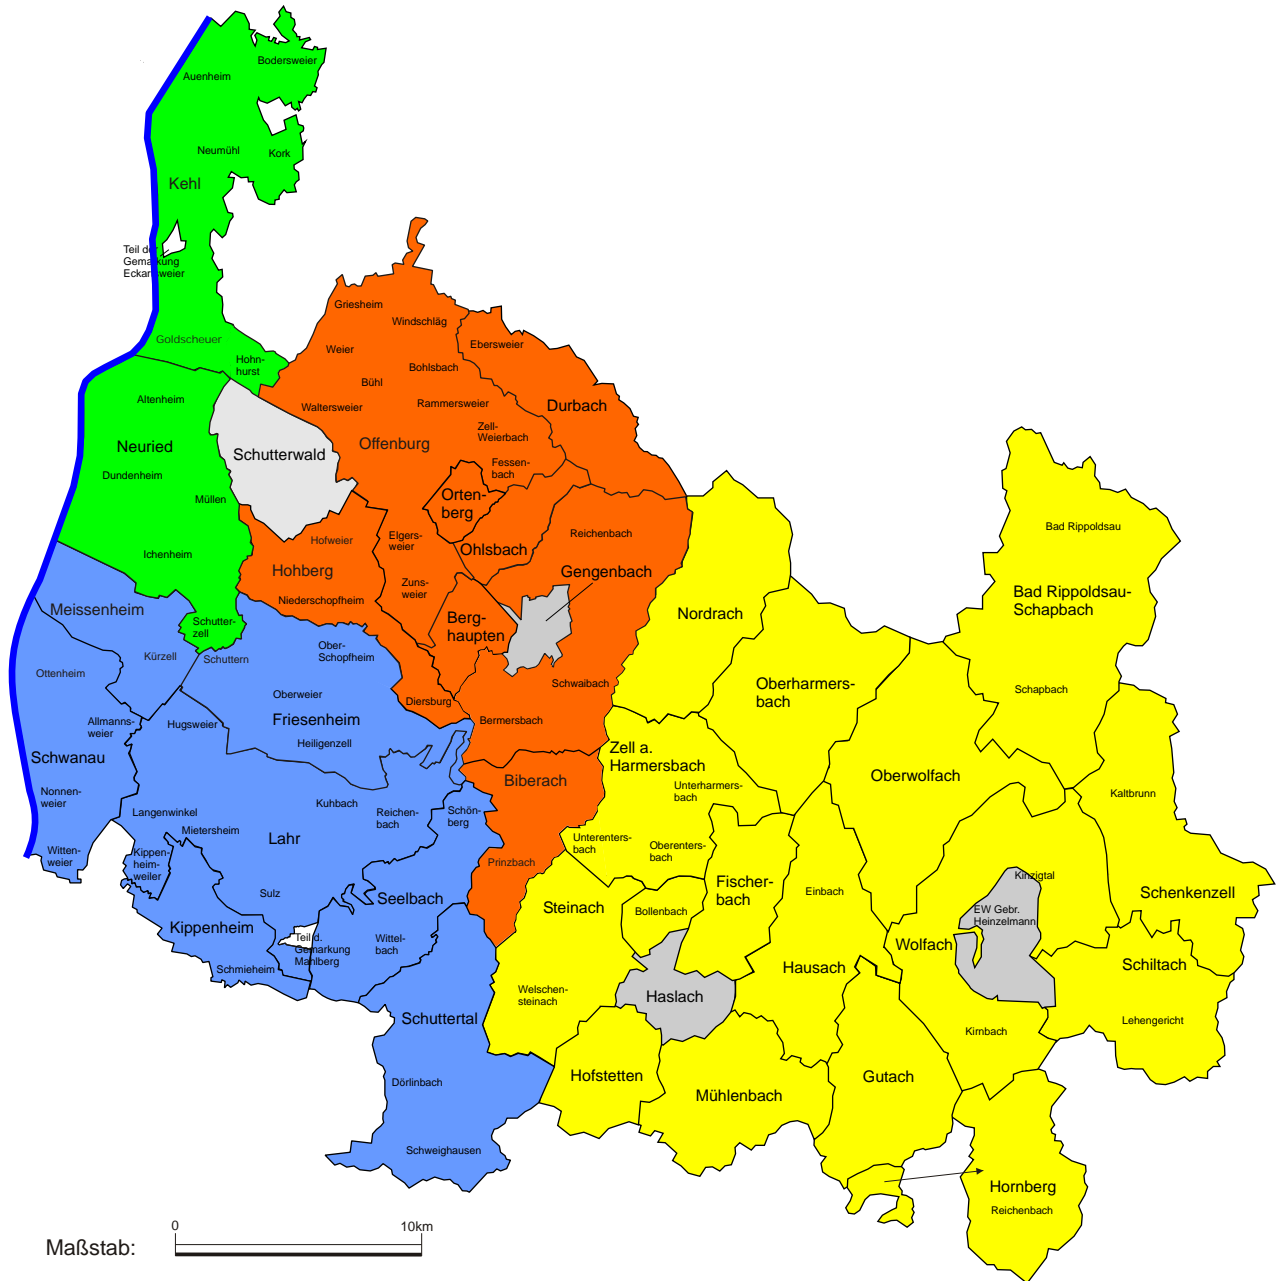 Bodersweier
Auenheim
Neumühl
Kork
Kehl
Teil der
Gemarkung
Eckartsweier
Goldscheuer
Hohn-
hurst
Griesheim
Windschläg
Ebersweier
Weier
Bohlsbach
Bühl
Altenheim
Waltersweier
Rammersweier
Durbach
Zell-
Weierbach
Offenburg
Neuried
Schutterwald
Fessen-
bach
Dundenheim
Müllen
Orten-
berg
Ichenheim
Hofweier
Elgers-
weier
Ohlsbach
Reichenbach
Hohberg
Gengenbach
Zuns-
weier
Niederschopfheim
Bad Rippoldsau
Bad Rippoldsau-
Schapbach
Meissenheim
Schutter-
zell
Berg-
haupten
Nordrach
Kürzell
Schuttern
Ober-
Schopfheim
Ottenheim
Oberweier
Diersburg
Schwaibach
Oberharmers-
bach
Schapbach
Allmanns-
weier
Hugsweier
Friesenheim
Bermersbach
Heiligenzell
Schwanau
Zell a.
Harmersbach
Biberach
Oberwolfach
Unterharmers-
bach
Kaltbrunn
Nonnen-
weier
Langenwinkel
Kuhbach
Reichen-
bach
Schön-
berg
Mietersheim
Lahr
Witten-
weier
Kippen-
heim-
weiler
Unterenters-
bach
Oberenters-
bach
Prinzbach
Kinzigtal
Sulz
Seelbach
Fischer-
bach
Einbach
Schenkenzell
Steinach
Bollenbach
EW Gebr.
Heinzelmann
Kippenheim
Teil d.
Gemarkung
Mahlberg
Wittel-
bach
Wolfach
Schmieheim
Hausach
Schiltach
Welschen-
steinach
Haslach
Schuttertal
Kirnbach
Lehengericht
Dörlinbach
Hofstetten
Mühlenbach
Gutach
Schweighausen
Hornberg
Reichenbach
0
10km
Maßstab: